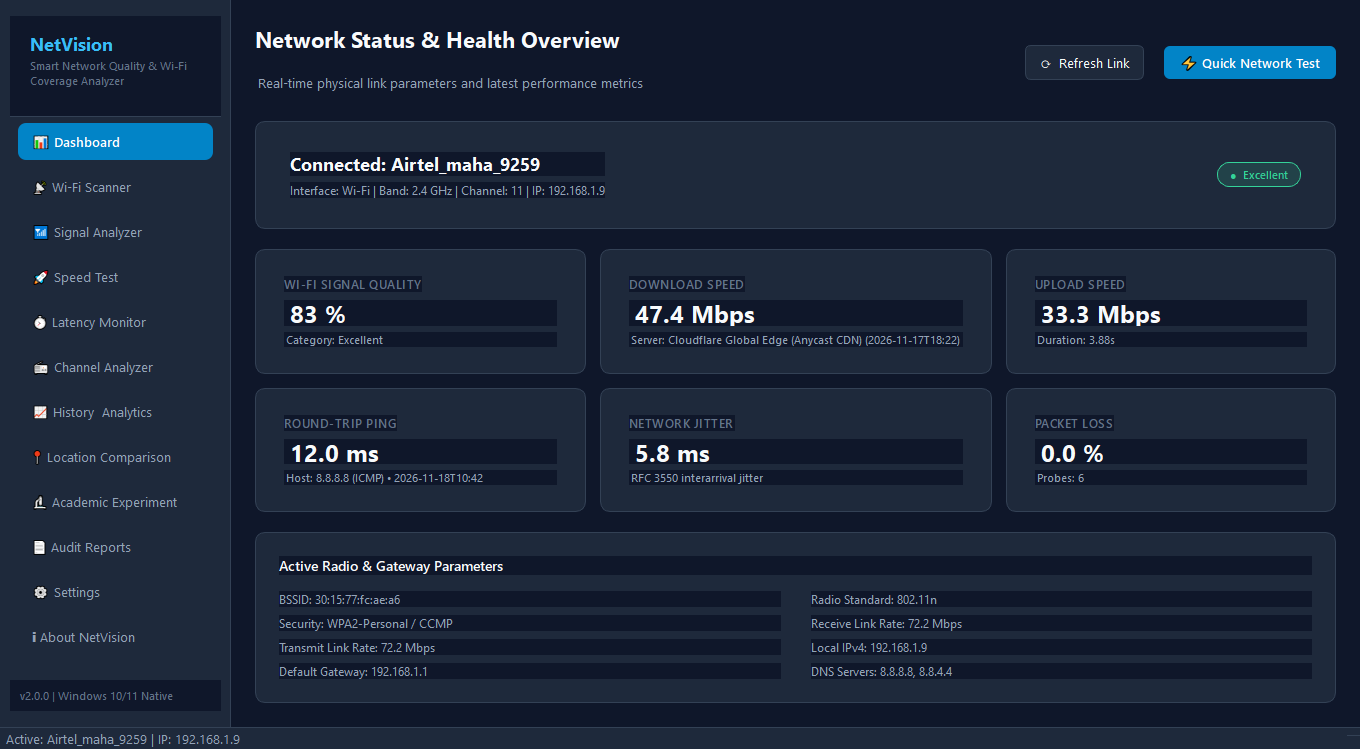 NetVision
Smart Network Quality & Wi-Fi
Coverage Analyzer
Dashboard
Wi-Fi Scanner
Signal Analyzer
Speed Test
Latency Monitor
Channel Analyzer
History  Analytics
Location Comparison
Academic Experiment
Audit Reports
Settings
About NetVision
v2.0.0 | Windows 10/11 Native
Network Status & Health Overview
Real-time physical link parameters and latest performance metrics
Refresh Link
Quick Network Test
Connected: Airtel_maha_9259
Interface: Wi-Fi | Band: 2.4 GHz | Channel: 11 | IP: 192.168.1.9
● Excellent
WI-FI SIGNAL QUALITY
83 %
Category: Excellent
DOWNLOAD SPEED
47.4 Mbps
Server: Cloudflare Global Edge (Anycast CDN) (2026-11-17T18:22)
UPLOAD SPEED
33.3 Mbps
Duration: 3.88s
ROUND-TRIP PING
12.0 ms
Host: 8.8.8.8 (ICMP) • 2026-11-18T10:42
NETWORK JITTER
5.8 ms
RFC 3550 interarrival jitter
PACKET LOSS
0.0 %
Probes: 6
Active Radio & Gateway Parameters
BSSID: 30:15:77:fc:ae:a6
Radio Standard: 802.11n
Security: WPA2-Personal / CCMP
Receive Link Rate: 72.2 Mbps
Transmit Link Rate: 72.2 Mbps
Local IPv4: 192.168.1.9
Default Gateway: 192.168.1.1
DNS Servers: 8.8.8.8, 8.8.4.4
Active: Airtel_maha_9259 | IP: 192.168.1.9